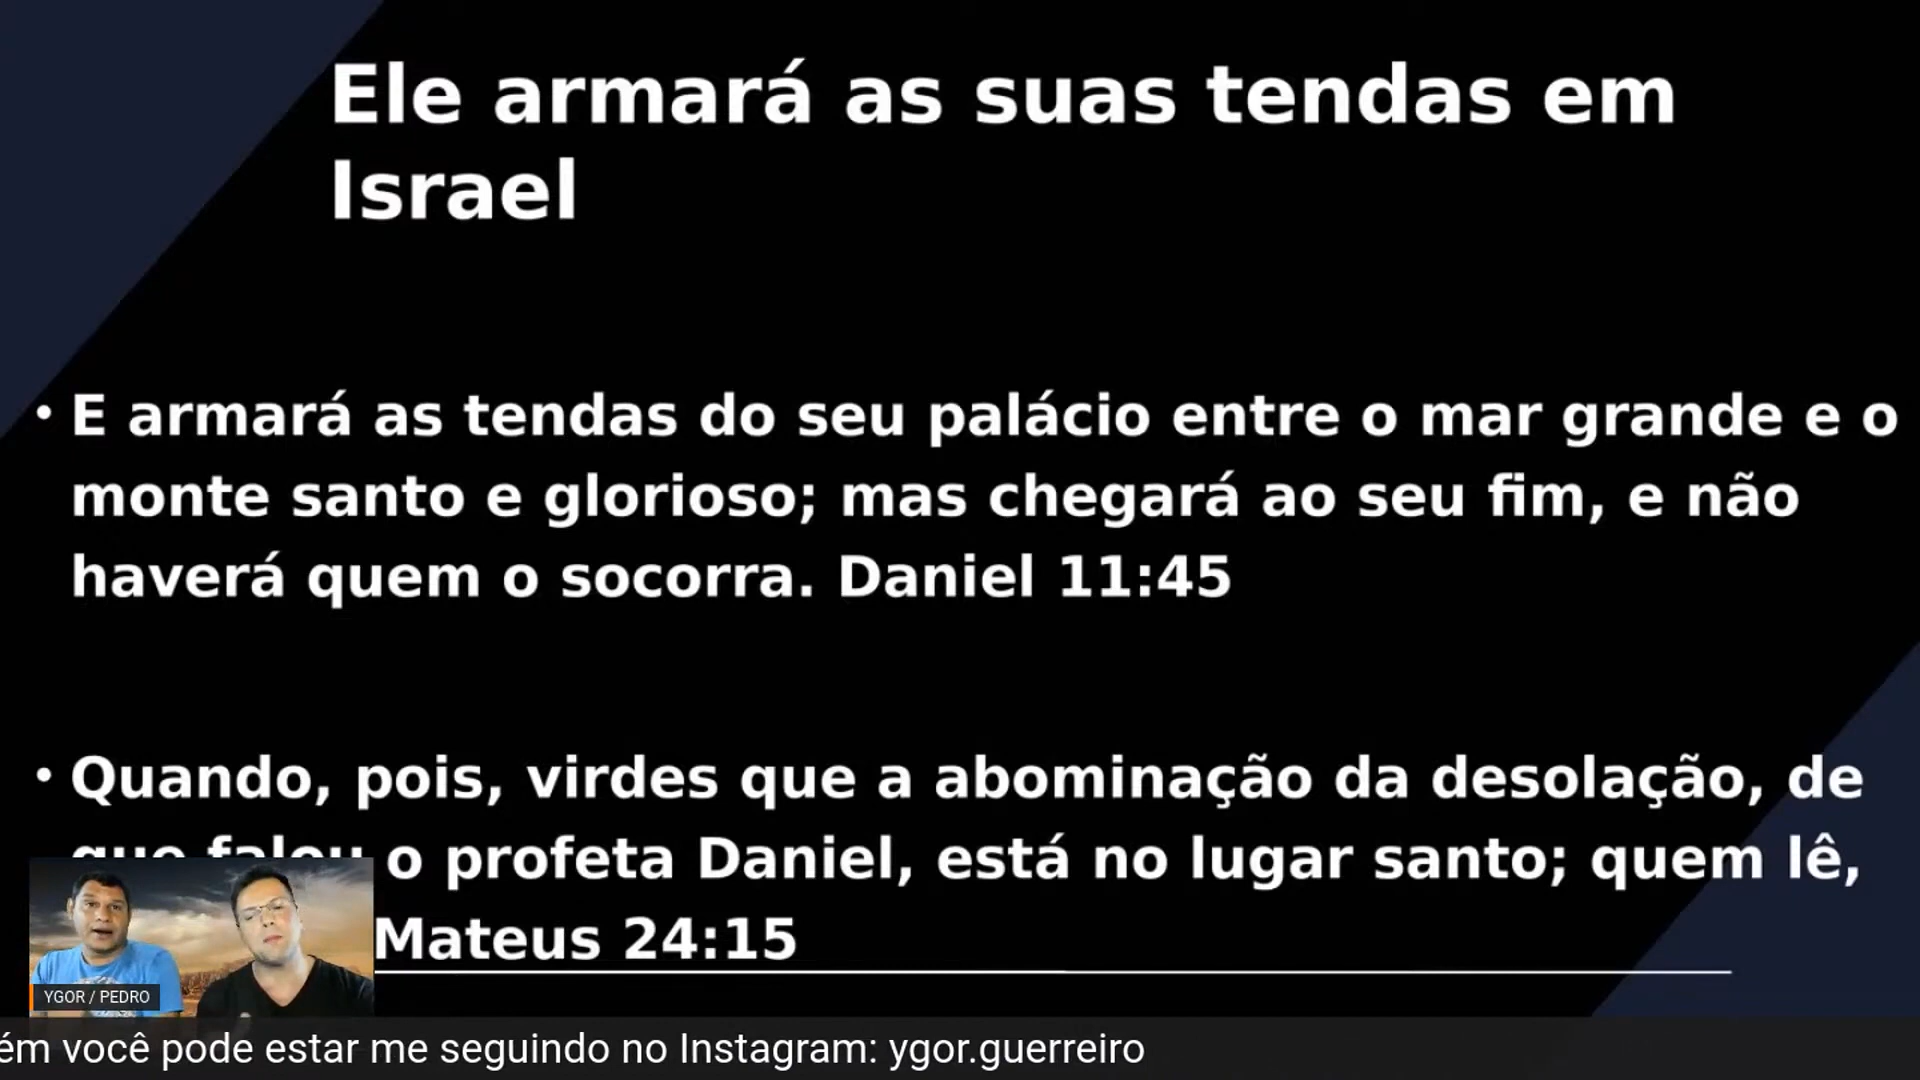 Ele armará as suas tendas em
Israel
• E armará as tendas do seu palácio entre o mar grande e o
monte santo e glorioso; mas chegará ao seu fim, e não
haverá quem o socorra. Daniel 11:45
• Quando, pois, virdes que a abominação da desolação, de
que falou o profeta Daniel, está no lugar santo; quem lê,
Mateus 24:15
YGOR / PEDRO
ém você pode estar me seguindo no Instagram: ygor.guerreiro